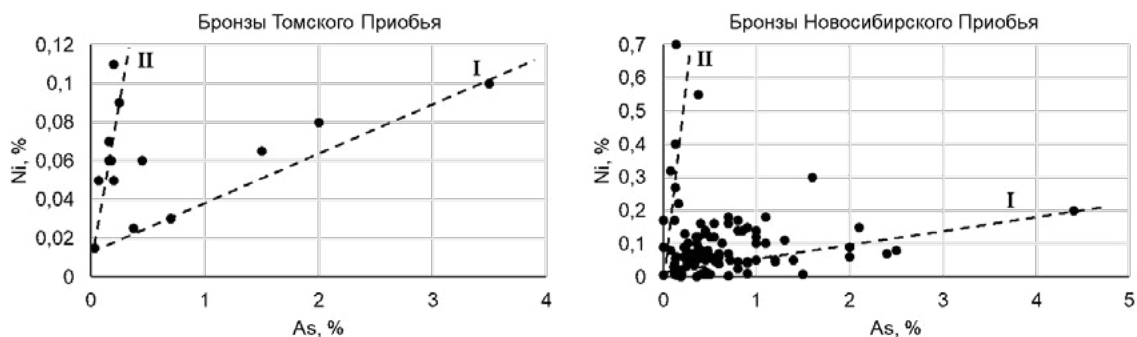 Бронзы Томского Приобья
0,12
0,1
0,08
0,06
0,04
0,02
0
Ni, %
II
I
0 1 2 3 4
As, %
Бронзы Новосибирского Приобья
0,7
0,6
0,5
0,4
0,3
0,2
0,1
0
Ni, %
II
I
0 1 2 3 4 5
As, %